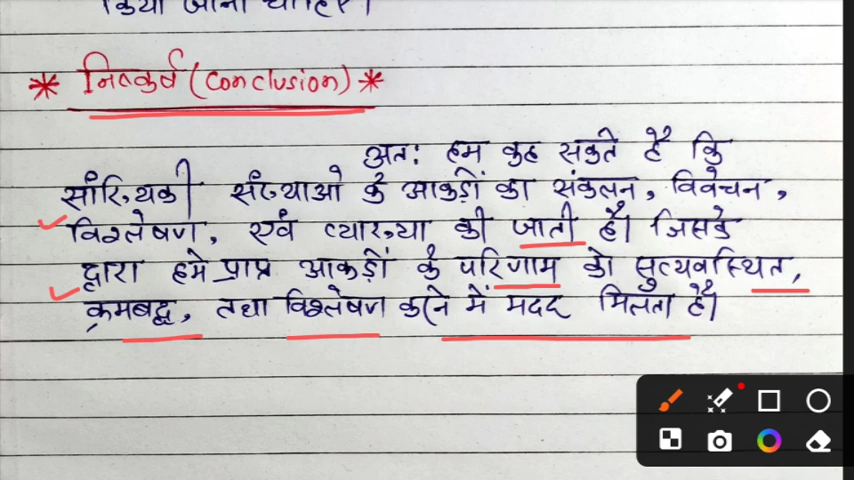 किया जाना चाहिए।
* निष्कर्ष (Conclusion) *
अतः हम कह सकते है कि
सांख्यिकी संख्याओ के आकड़ों का संकलन, विवेचन,
विश्लेषण, एवं व्याख्या की जाती है। जिसके
द्वारा हमे प्राप्त आकड़ों के परिणाम को सुव्यवस्थित,
क्रमबद्ध, तथा विश्लेषण करने में मदद मिलता है।